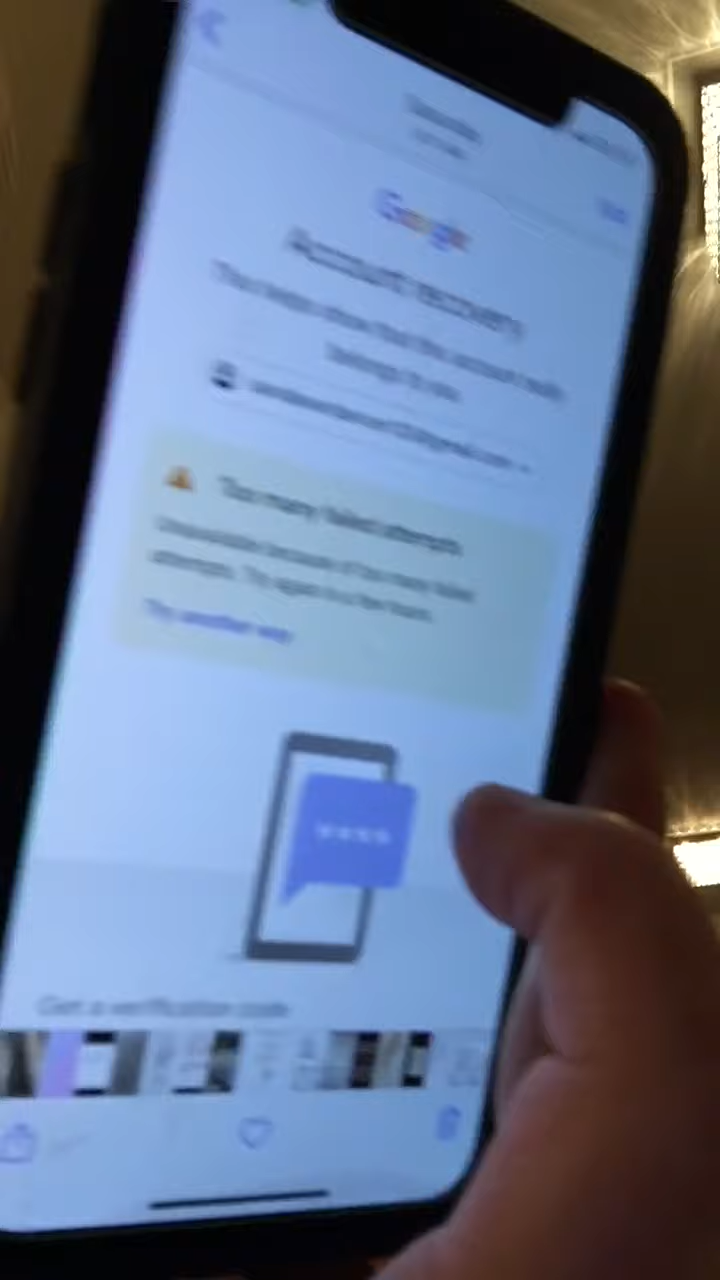 Google
Account recovery
This helps show that this account really
belongs to you
Too many failed attempts
Unavailable because of too many failed
attempts. Try again in a few hours.
Try another way
Get a verification code